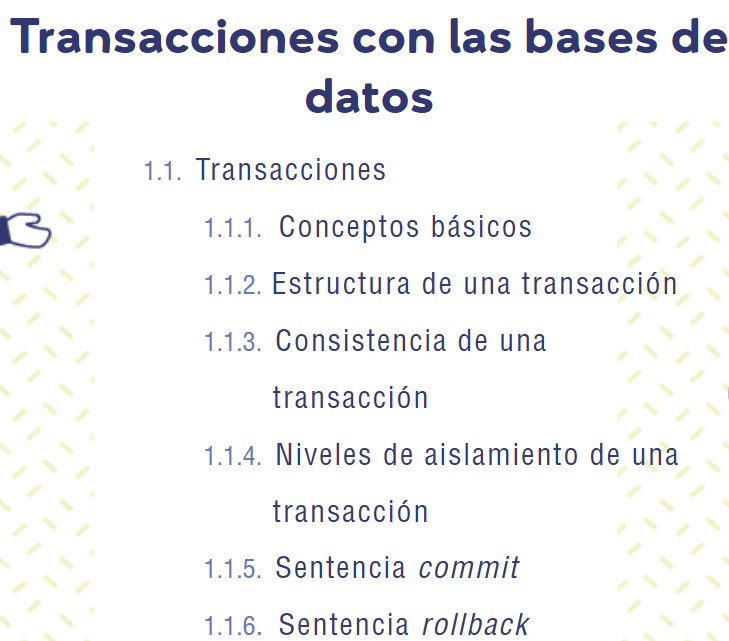 Transacciones con las bases de
datos
1.1. Transacciones
1.1.1. Conceptos básicos
1.1.2. Estructura de una transacción
1.1.3. Consistencia de una
transacción
1.1.4. Niveles de aislamiento de una
transacción
1.1.5. Sentencia commit
1.1.6. Sentencia rollback